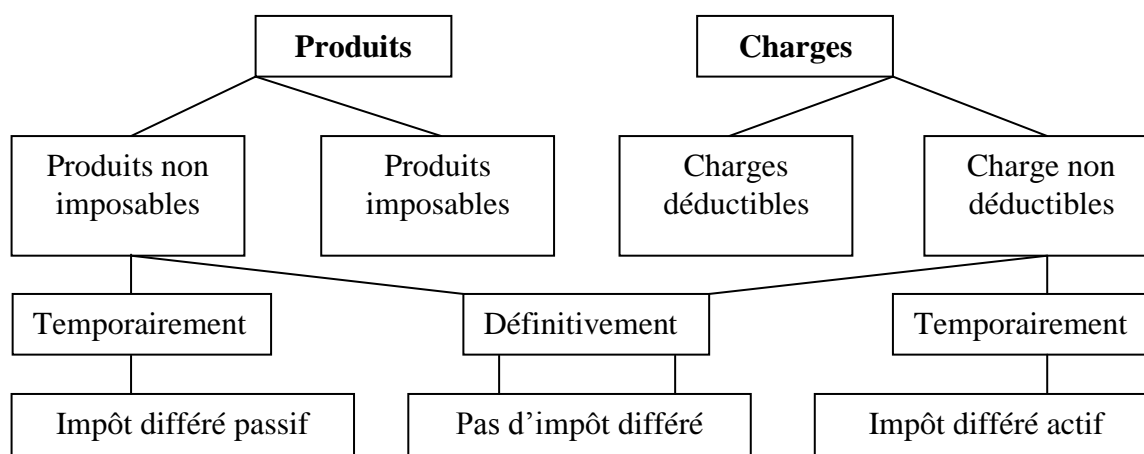 Produits
Charges
Produits non
imposables
Produits
imposables
Charges
déductibles
Charge non
déductibles
Temporairement
Définitivement
Temporairement
Impôt différé passif
Pas d’impôt différé
Impôt différé actif